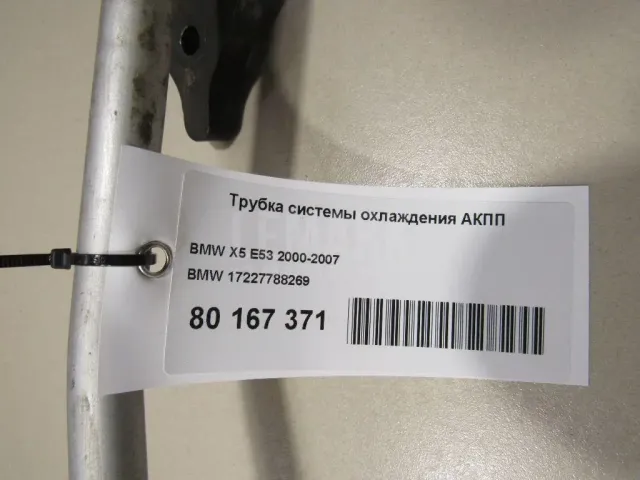 Трубка системы охлаждения АКПП
BMW X5 E53 2000-2007
BMW 17227788269
80 167 371